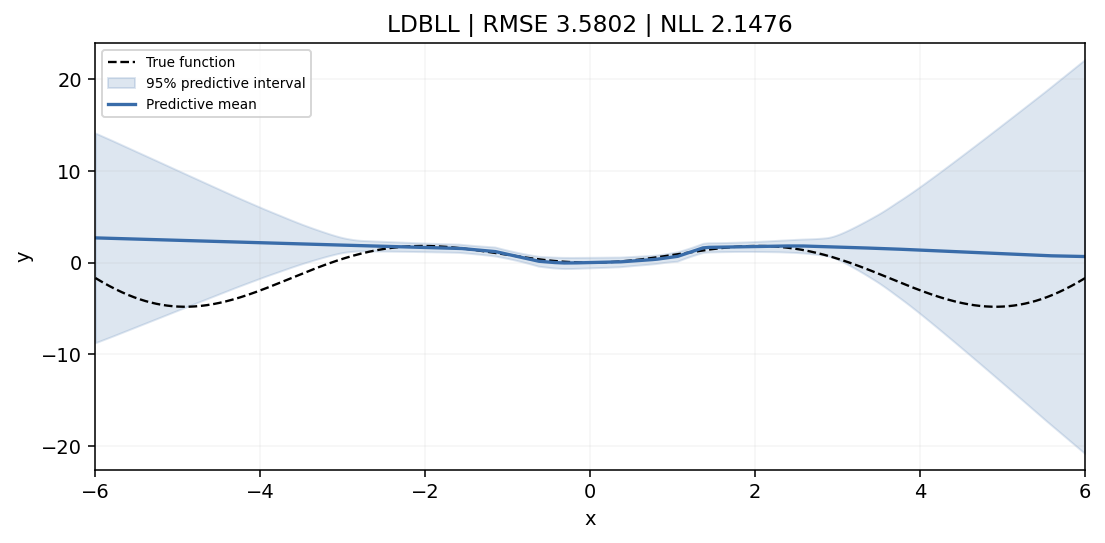 LDBLL | RMSE 3.5802 | NLL 2.1476
True function
95% predictive interval
Predictive mean
20
10
0
−10
−20
y
−6 −4 −2 0 2 4 6
x